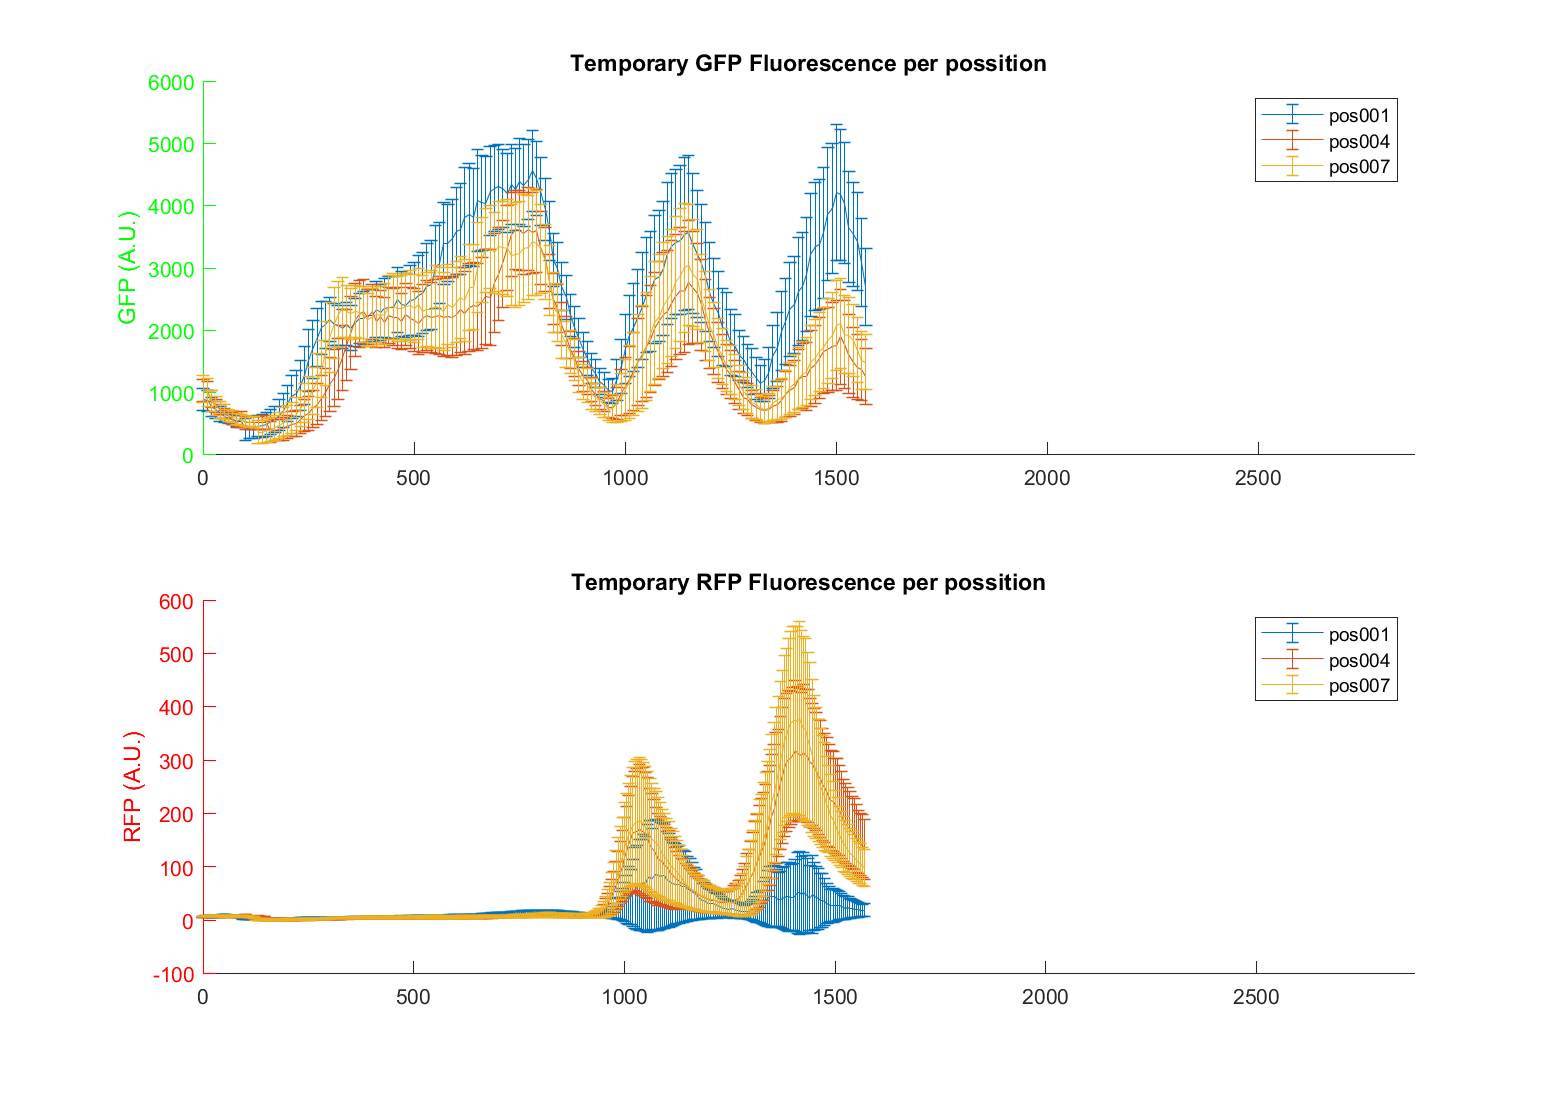 Temporary GFP Fluorescence per possition
6000
5000
4000
3000
2000
1000
0
GFP (A.U.)
0 500 1000 1500 2000 2500
pos001
pos004
pos007
Temporary RFP Fluorescence per possition
600
500
400
300
200
100
0
-100
RFP (A.U.)
0 500 1000 1500 2000 2500
pos001
pos004
pos007